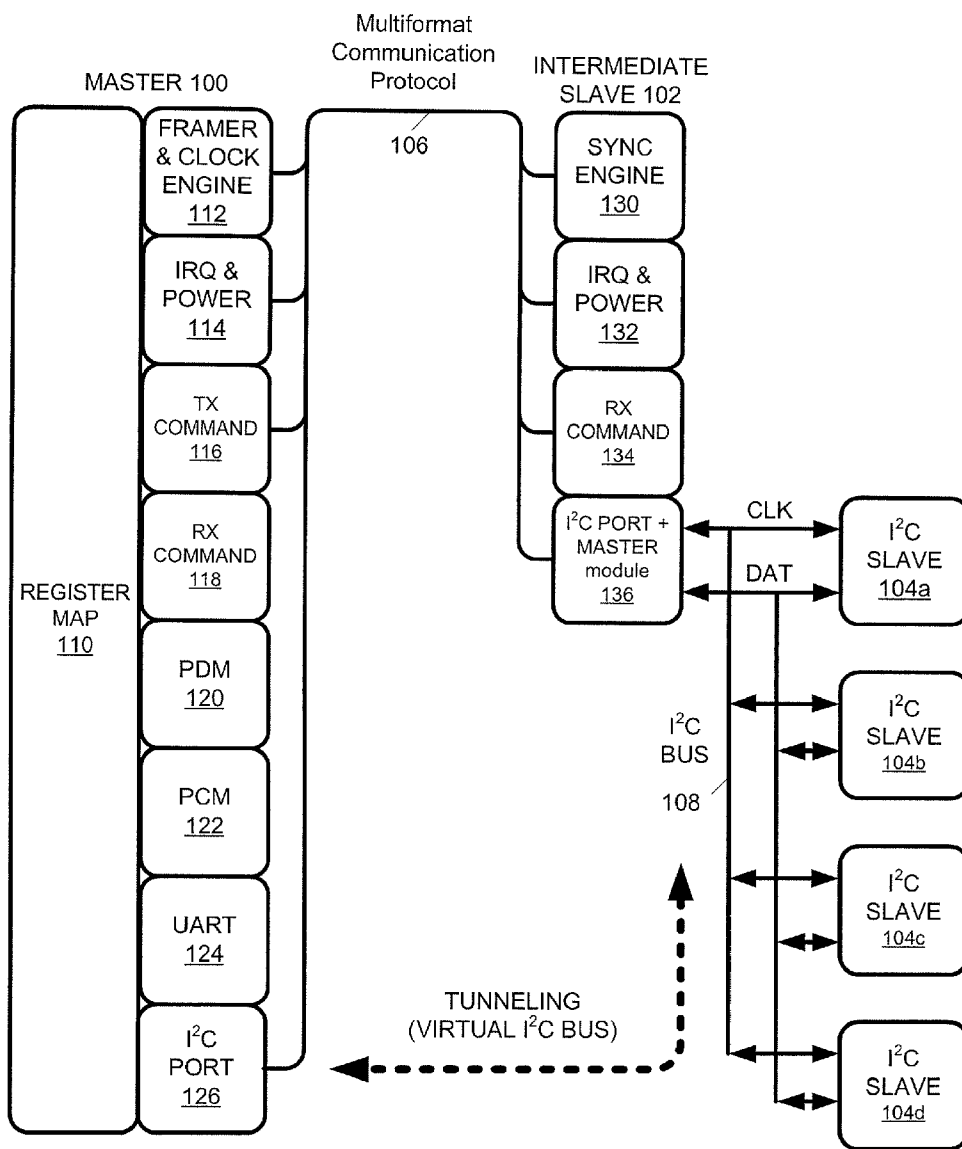 Multiformat
Communication
Protocol
106
MASTER 100
REGISTER
MAP
110
FRAMER
& CLOCK
ENGINE
112
IRQ &
POWER
114
TX
COMMAND
116
RX
COMMAND
118
PDM
120
PCM
122
UART
124
I²C
PORT
126
INTERMEDIATE
SLAVE 102
SYNC
ENGINE
130
IRQ &
POWER
132
RX
COMMAND
134
I²C PORT +
MASTER
module
136
CLK
DAT
I²C
BUS
108
I²C
SLAVE
104a
I²C
SLAVE
104b
I²C
SLAVE
104c
I²C
SLAVE
104d
TUNNELING
(VIRTUAL I²C BUS)